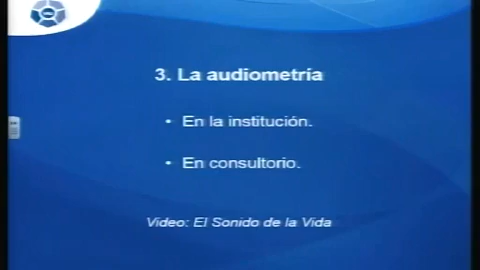 3. La audiometría
• En la institución.
• En consultorio.
Video: El Sonido de la Vida